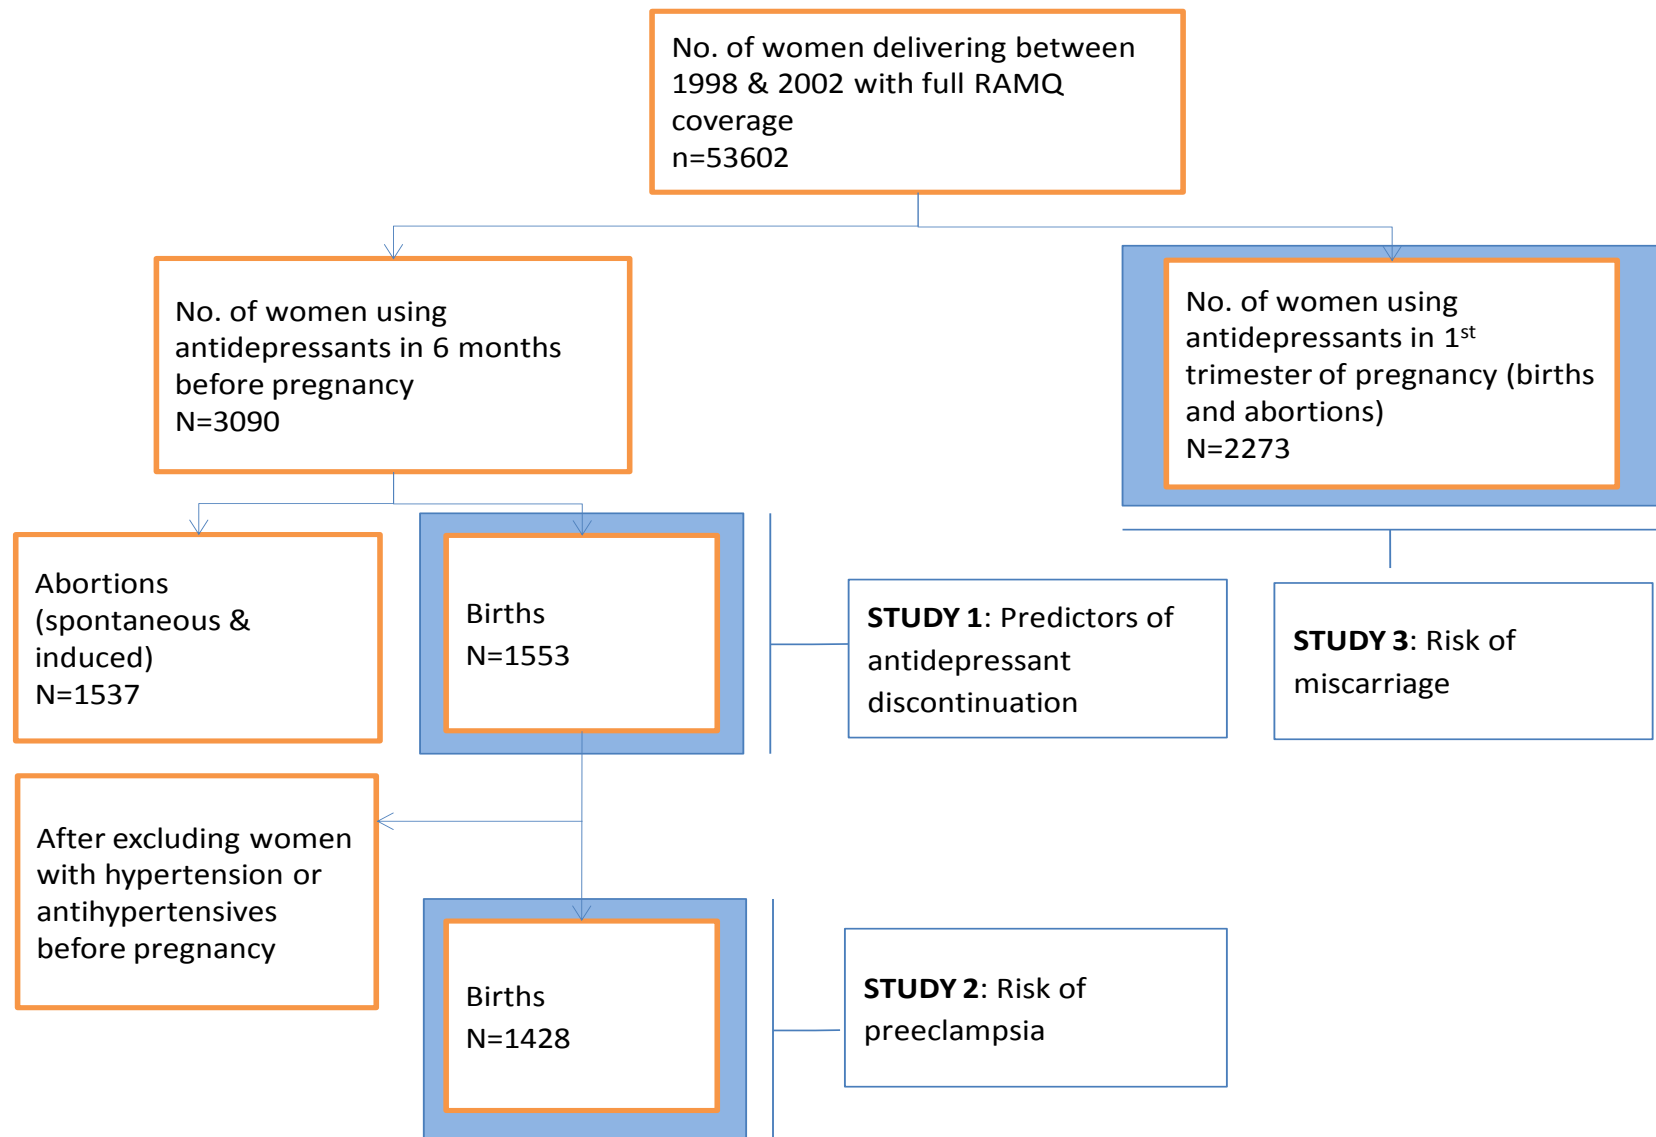 No. of women delivering between
1998 & 2002 with full RAMQ
coverage
n=53602
No. of women using
antidepressants in 6 months
before pregnancy
N=3090
No. of women using
antidepressants in 1st
trimester of pregnancy (births
and abortions)
N=2273
Abortions
(spontaneous &
induced)
N=1537
Births
N=1553
STUDY 1: Predictors of
antidepressant
discontinuation
STUDY 3: Risk of
miscarriage
After excluding women
with hypertension or
antihypertensives
before pregnancy
Births
N=1428
STUDY 2: Risk of
preeclampsia